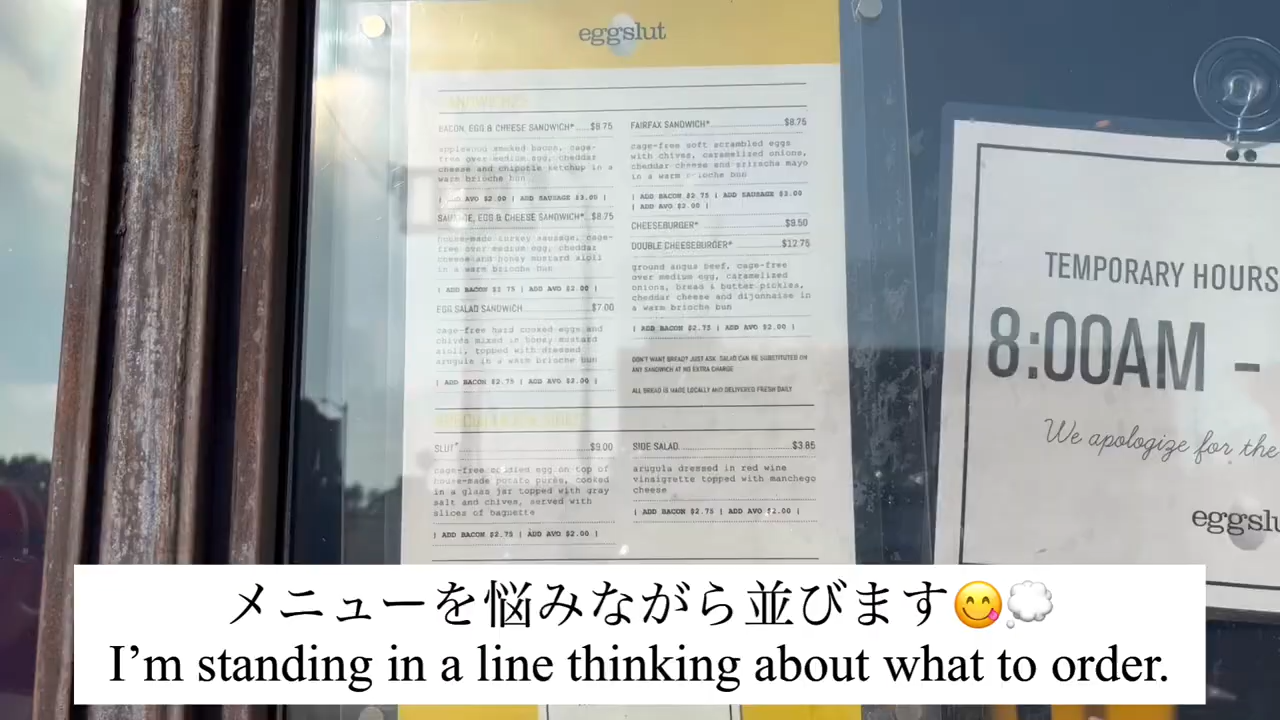 eggslut
SANDWICHES
BACON, EGG & CHEESE SANDWICH* $8.75
applewood smoked bacon, cage-
free over medium egg, cheddar
cheese and chipotle ketchup in a
warm brioche bun
| ADD AVO $2.00 | ADD SAUSAGE $3.00 |
SAUSAGE, EGG & CHEESE SANDWICH* $8.75
house-made turkey sausage, cage-
free over medium egg, cheddar
cheese and honey mustard aioli
in a warm brioche bun
| ADD BACON $2.75 | ADD AVO $2.00 |
EGG SALAD SANDWICH $7.00
cage-free hard cooked eggs and
chives mixed in honey mustard
aioli, topped with dressed
arugula in a warm brioche bun
| ADD BACON $2.75 | ADD AVO $2.00 |
FAIRFAX SANDWICH* $8.75
cage-free soft scrambled eggs
with chives, caramelized onions,
cheddar cheese and sriracha mayo
in a warm brioche bun
| ADD BACON $2.75 | ADD SAUSAGE $3.00 |
| ADD AVO $2.00 |
CHEESEBURGER* $9.50
DOUBLE CHEESEBURGER* $12.75
ground angus beef, cage-free
over medium egg, caramelized
onions, bread & butter pickles,
cheddar cheese and dijonnaise in
a warm brioche bun
| ADD BACON $2.75 | ADD AVO $2.00 |
DON'T WANT BREAD? JUST ASK. SALAD CAN BE SUBSTITUTED ON
ANY SANDWICH AT NO EXTRA CHARGE
ALL BREAD IS MADE LOCALLY AND DELIVERED FRESH DAILY
SLUT* $9.00
cage-free coddled egg on top of
house-made potato purée, cooked
in a glass jar topped with gray
salt and chives, served with
slices of baguette
| ADD BACON $2.75 | ADD AVO $2.00 |
SIDE SALAD $3.85
arugula dressed in red wine
vinaigrette topped with manchego
cheese
| ADD BACON $2.75 | ADD AVO $2.00 |
TEMPORARY HOURS
8:00AM -
We apologize for the
eggslu
メニューを悩みながら並びます😋💭
I'm standing in a line thinking about what to order.